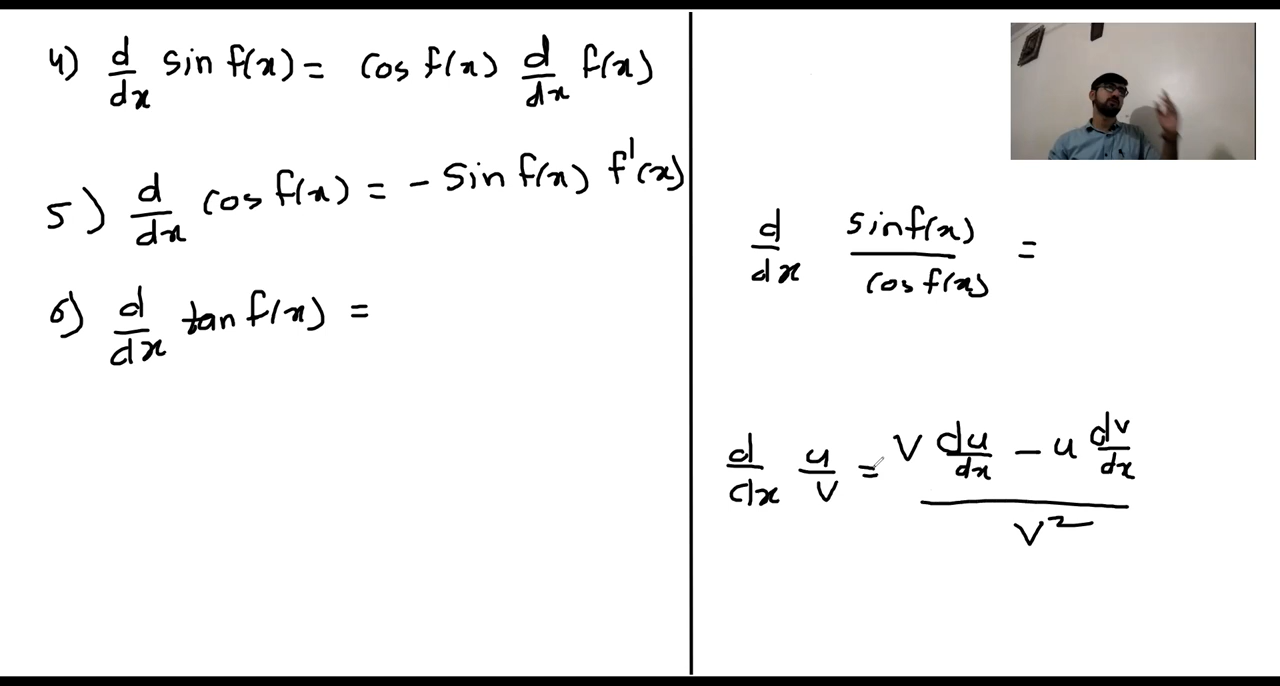 4) d/dx sin f(x) = cos f(x) d/dx f(x)
5) d/dx cos f(x) = - sin f(x) f'(x)
6) d/dx tan f(x) =
d/dx sin f(x)/cos f(x) =
d/dx u/v = (v du/dx - u dv/dx)/v²